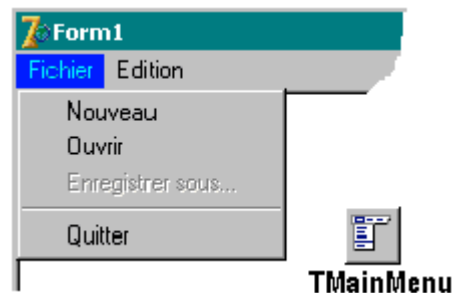 Form1
Fichier Edition
Nouveau
Ouvrir
Enregistrer sous...
Quitter
TMainMenu